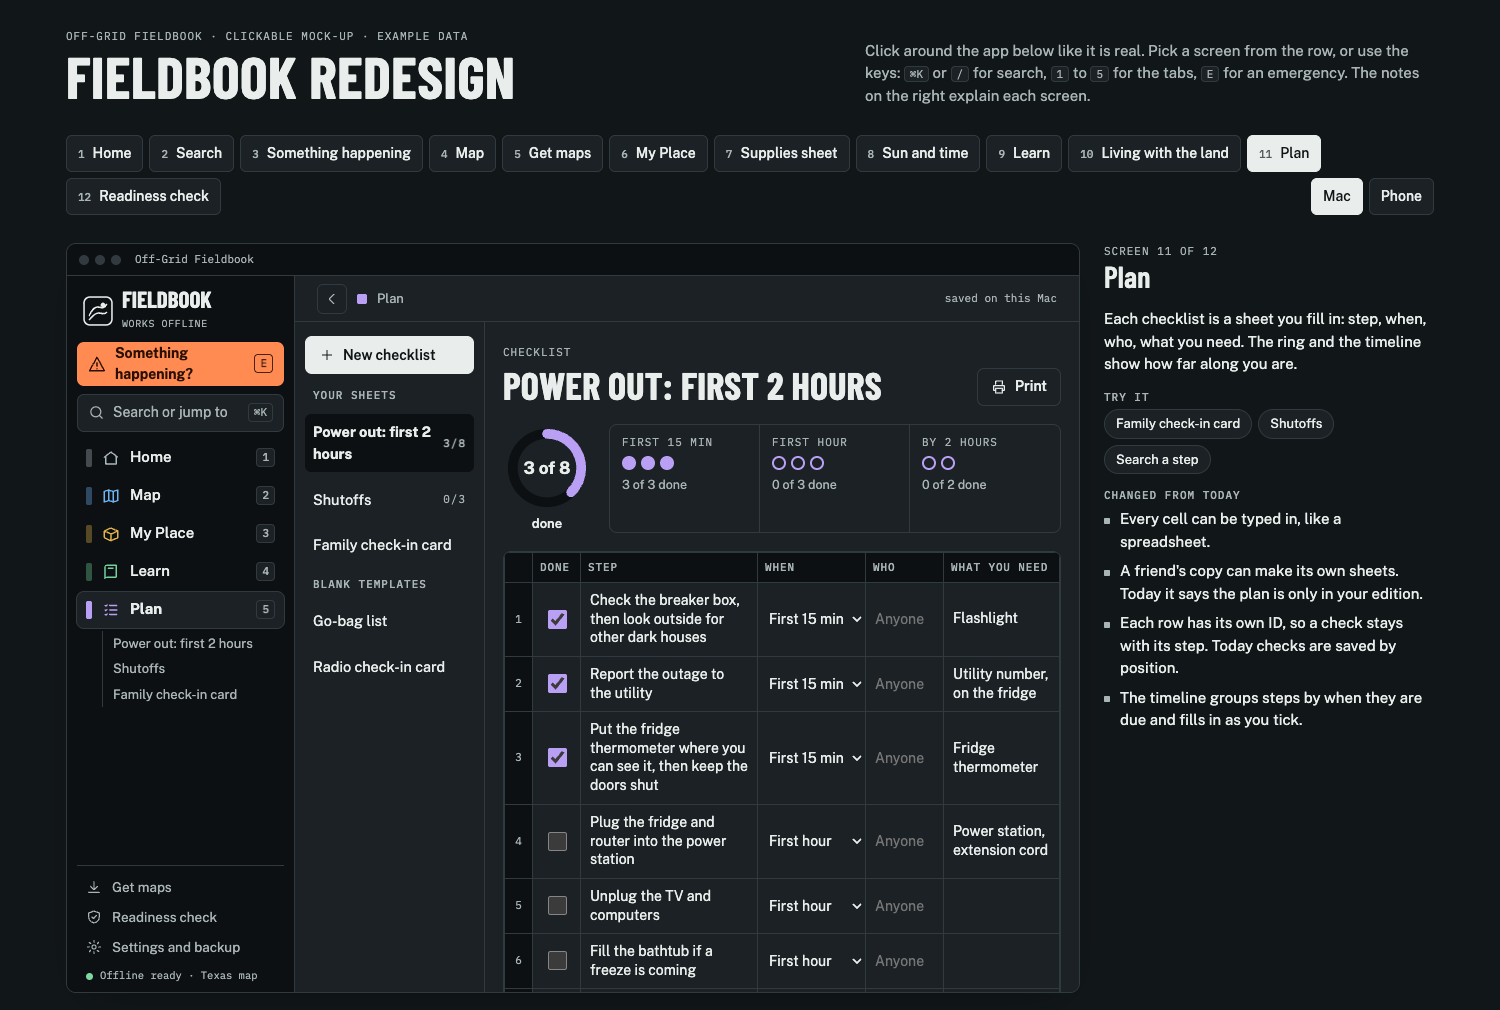 OFF-GRID FIELDBOOK · CLICKABLE MOCK-UP · EXAMPLE DATA
FIELDBOOK REDESIGN
Click around the app below like it is real. Pick a screen from the row, or use the
keys: ⌘K or / for search, 1 to 5 for the tabs, E for an emergency. The notes
on the right explain each screen.
1 Home
2 Search
3 Something happening
4 Map
5 Get maps
6 My Place
7 Supplies sheet
8 Sun and time
9 Learn
10 Living with the land
11 Plan
12 Readiness check
Mac
Phone
Off-Grid Fieldbook
FIELDBOOK
WORKS OFFLINE
Something
happening?
E
Search or jump to ⌘K
Home 1
Map 2
My Place 3
Learn 4
Plan 5
Power out: first 2 hours
Shutoffs
Family check-in card
Get maps
Readiness check
Settings and backup
Offline ready · Texas map
Plan
saved on this Mac
New checklist
YOUR SHEETS
Power out: first 2
hours
3/8
Shutoffs 0/3
Family check-in card
BLANK TEMPLATES
Go-bag list
Radio check-in card
CHECKLIST
POWER OUT: FIRST 2 HOURS
Print
3 of 8
done
FIRST 15 MIN
3 of 3 done
FIRST HOUR
0 of 3 done
BY 2 HOURS
0 of 2 done
DONE STEP WHEN WHO WHAT YOU NEED
1
Check the breaker box,
then look outside for
other dark houses
First 15 min
Anyone
Flashlight
2
Report the outage to
the utility
First 15 min
Anyone
Utility number,
on the fridge
3
Put the fridge
thermometer where you
can see it, then keep the
doors shut
First 15 min
Anyone
Fridge
thermometer
4
Plug the fridge and
router into the power
station
First hour
Anyone
Power station,
extension cord
5
Unplug the TV and
computers
First hour
Anyone
6
Fill the bathtub if a
freeze is coming
First hour
Anyone
SCREEN 11 OF 12
Plan
Each checklist is a sheet you fill in: step, when,
who, what you need. The ring and the timeline
show how far along you are.
TRY IT
Family check-in card
Shutoffs
Search a step
CHANGED FROM TODAY
Every cell can be typed in, like a
spreadsheet.
A friend's copy can make its own sheets.
Today it says the plan is only in your edition.
Each row has its own ID, so a check stays
with its step. Today checks are saved by
position.
The timeline groups steps by when they are
due and fills in as you tick.